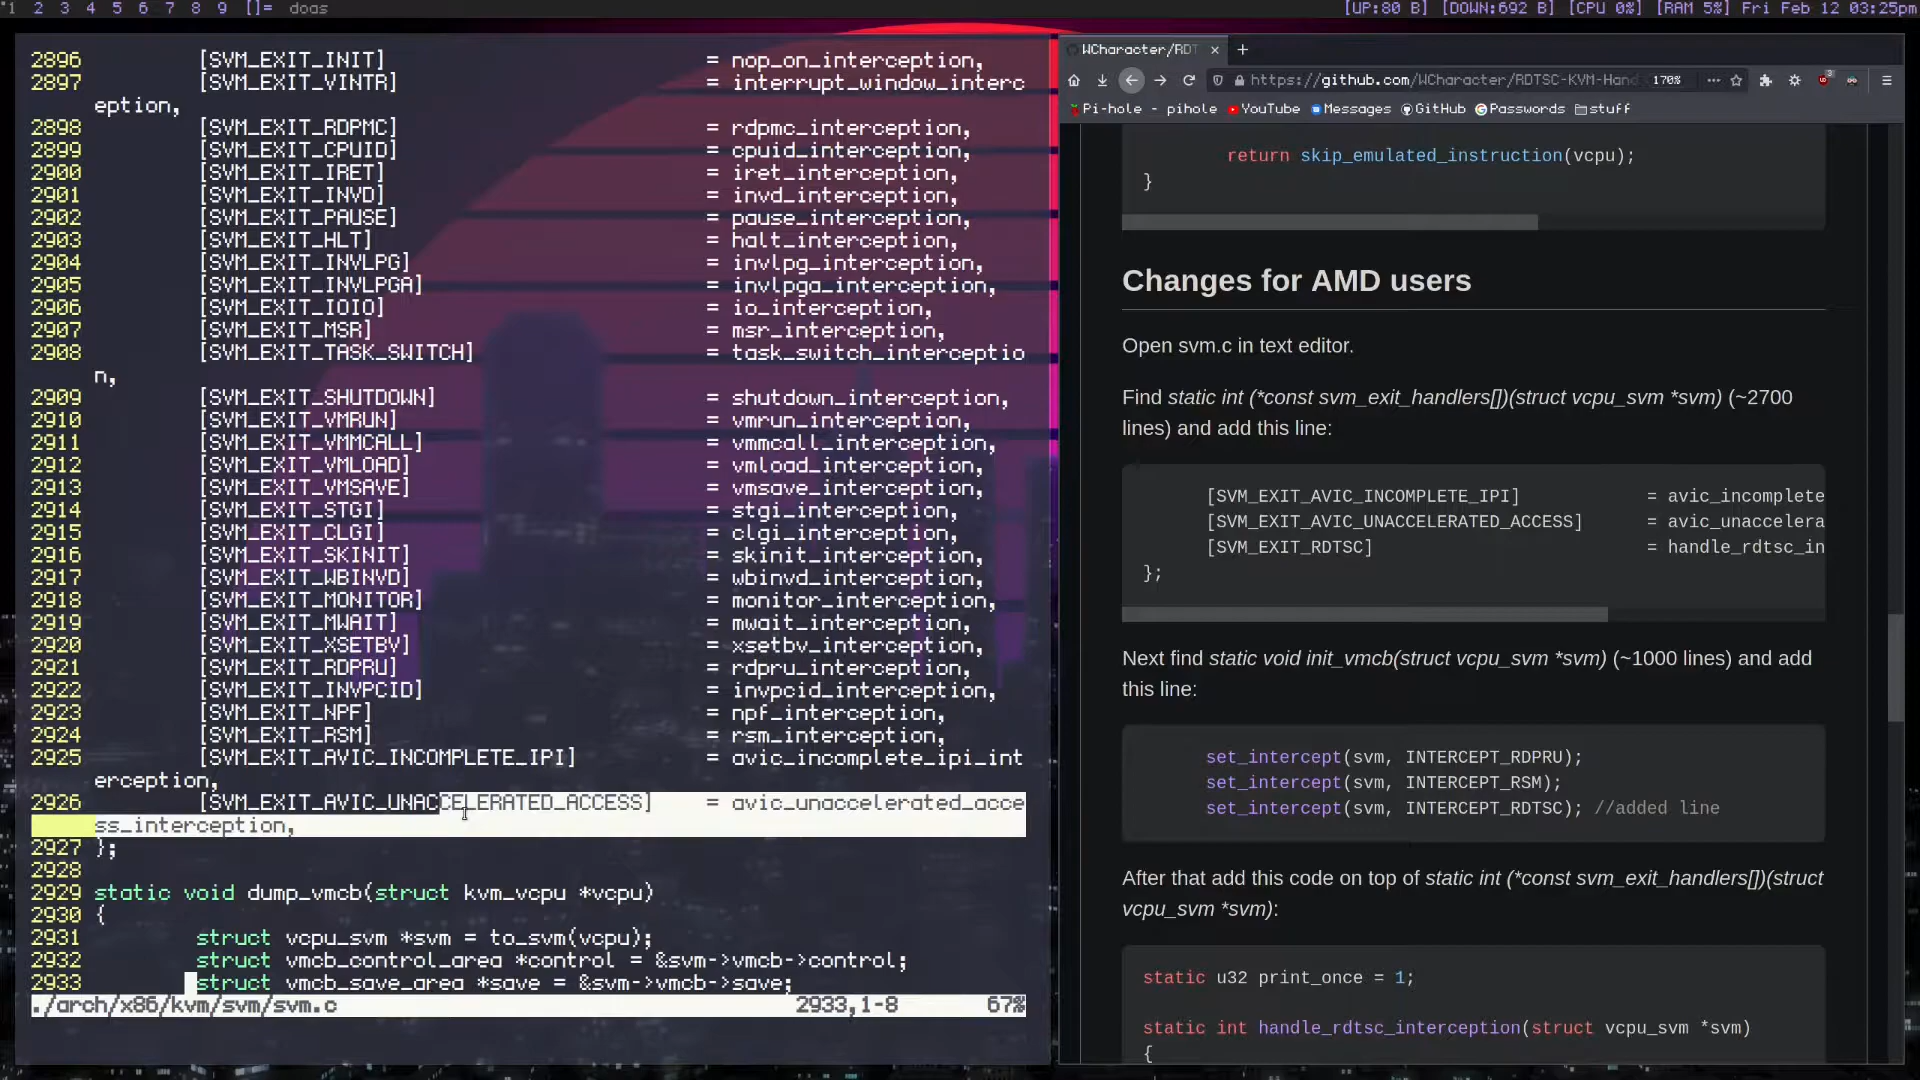 1 2 3 4 5 6 7 8 9 []= doas [UP:80 B] [DOWN:692 B] [CPU 0%] [RAM 5%] Fri Feb 12 03:25pm
2896 [SVM_EXIT_INIT] = nop_on_interception,
2897 [SVM_EXIT_VINTR] = interrupt_window_interc
eption,
2898 [SVM_EXIT_RDPMC] = rdpmc_interception,
2899 [SVM_EXIT_CPUID] = cpuid_interception,
2900 [SVM_EXIT_IRET] = iret_interception,
2901 [SVM_EXIT_INVD] = invd_interception,
2902 [SVM_EXIT_PAUSE] = pause_interception,
2903 [SVM_EXIT_HLT] = halt_interception,
2904 [SVM_EXIT_INVLPG] = invlpg_interception,
2905 [SVM_EXIT_INVLPGA] = invlpga_interception,
2906 [SVM_EXIT_IOIO] = io_interception,
2907 [SVM_EXIT_MSR] = msr_interception,
2908 [SVM_EXIT_TASK_SWITCH] = task_switch_interceptio
n,
2909 [SVM_EXIT_SHUTDOWN] = shutdown_interception,
2910 [SVM_EXIT_VMRUN] = vmrun_interception,
2911 [SVM_EXIT_VMMCALL] = vmmcall_interception,
2912 [SVM_EXIT_VMLOAD] = vmload_interception,
2913 [SVM_EXIT_VMSAVE] = vmsave_interception,
2914 [SVM_EXIT_STGI] = stgi_interception,
2915 [SVM_EXIT_CLGI] = clgi_interception,
2916 [SVM_EXIT_SKINIT] = skinit_interception,
2917 [SVM_EXIT_WBINVD] = wbinvd_interception,
2918 [SVM_EXIT_MONITOR] = monitor_interception,
2919 [SVM_EXIT_MWAIT] = mwait_interception,
2920 [SVM_EXIT_XSETBV] = xsetbv_interception,
2921 [SVM_EXIT_RDPRU] = rdpru_interception,
2922 [SVM_EXIT_INVPCID] = invpcid_interception,
2923 [SVM_EXIT_NPF] = npf_interception,
2924 [SVM_EXIT_RSM] = rsm_interception,
2925 [SVM_EXIT_AVIC_INCOMPLETE_IPI] = avic_incomplete_ipi_int
erception,
2926 [SVM_EXIT_AVIC_UNACCELERATED_ACCESS] = avic_unaccelerated_acce
ss_interception,
2927 };
2928
2929 static void dump_vmcb(struct kvm_vcpu *vcpu)
2930 {
2931 struct vcpu_svm *svm = to_svm(vcpu);
2932 struct vmcb_control_area *control = &svm->vmcb->control;
2933 struct vmcb_save_area *save = &svm->vmcb->save;
./arch/x86/kvm/svm/svm.c 2933,1-8 67%
WCharacter/RDT
https://github.com/WCharacter/RDTSC-KVM-Hand 170%
Pi-hole - pihole YouTube Messages GitHub Passwords stuff
return skip_emulated_instruction(vcpu);
}
Changes for AMD users
Open svm.c in text editor.
Find static int (*const svm_exit_handlers[])(struct vcpu_svm *svm) (~2700
lines) and add this line:
[SVM_EXIT_AVIC_INCOMPLETE_IPI] = avic_incomplete
[SVM_EXIT_AVIC_UNACCELERATED_ACCESS] = avic_unaccelera
[SVM_EXIT_RDTSC] = handle_rdtsc_in
};
Next find static void init_vmcb(struct vcpu_svm *svm) (~1000 lines) and add
this line:
set_intercept(svm, INTERCEPT_RDPRU);
set_intercept(svm, INTERCEPT_RSM);
set_intercept(svm, INTERCEPT_RDTSC); //added line
After that add this code on top of static int (*const svm_exit_handlers[])(struct
vcpu_svm *svm):
static u32 print_once = 1;
static int handle_rdtsc_interception(struct vcpu_svm *svm)
{